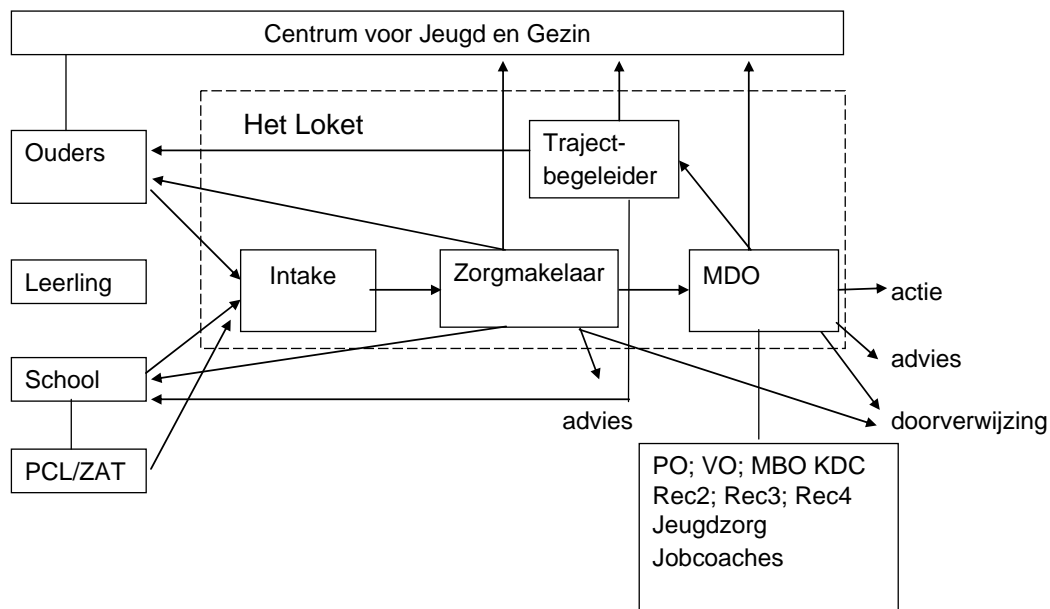 Centrum voor Jeugd en Gezin
Het Loket
Ouders
Traject-
begeleider
Leerling
Intake
Zorgmakelaar
MDO
actie
advies
School
advies
doorverwijzing
PCL/ZAT
PO; VO; MBO KDC
Rec2; Rec3; Rec4
Jeugdzorg
Jobcoaches